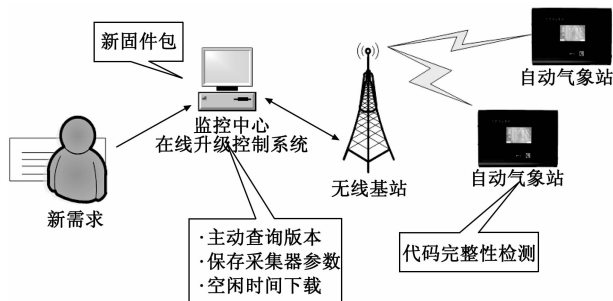 新固件包
自动气象站
监控中心
在线升级控制系统
自动气象站
无线基站
新需求
·主动查询版本
·保存采集器参数
·空闲时间下载
代码完整性检测